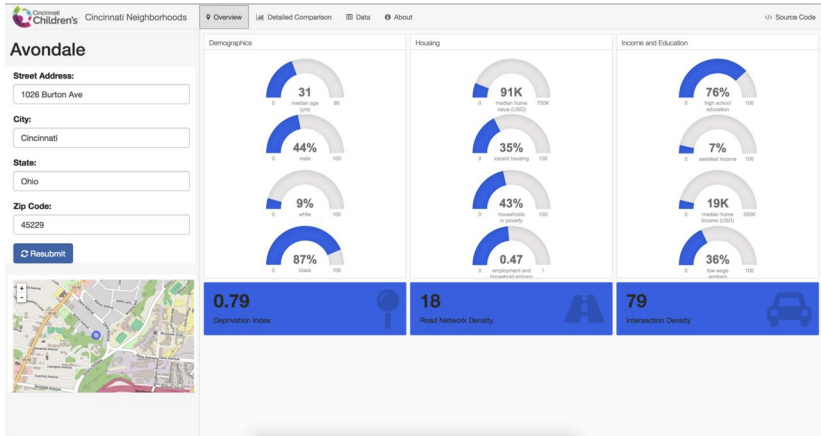 Cincinnati
Children's
Cincinnati Neighborhoods
Overview
Detailed Comparison
Data
About
</> Source Code
Avondale
Street Address:
1026 Burton Ave
City:
Cincinnati
State:
Ohio
Zip Code:
45229
Resubmit
+
-
Demographics
31
0 median age 80
(yrs)
44%
0 male 100
9%
0 white 100
87%
0 black 100
Housing
91K
0 median home 750K
value (USD)
35%
0 vacant housing 100
43%
0 households 100
in poverty
0.47
0 employment and 1
household entropy
Income and Education
76%
0 high school 100
education
7%
0 assisted income 100
19K
0 median home 250K
income (USD)
36%
0 low wage 100
workers
0.79
Deprivation Index
18
Road Network Density
79
Intersection Density